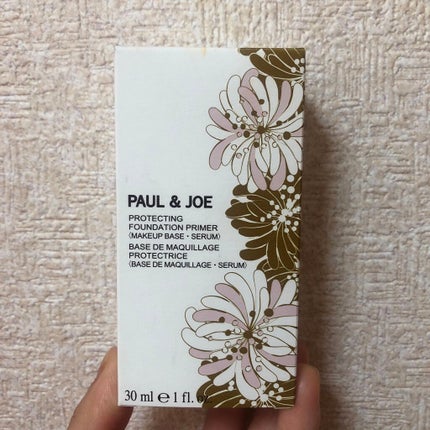 PAUL & JOE
PROTECTING
FOUNDATION PRIMER
〈MAKEUP BASE・SERUM〉
BASE DE MAQUILLAGE
PROTECTRICE
〈BASE DE MAQUILLAGE・SERUM〉
30 ml ℮ 1 fl.